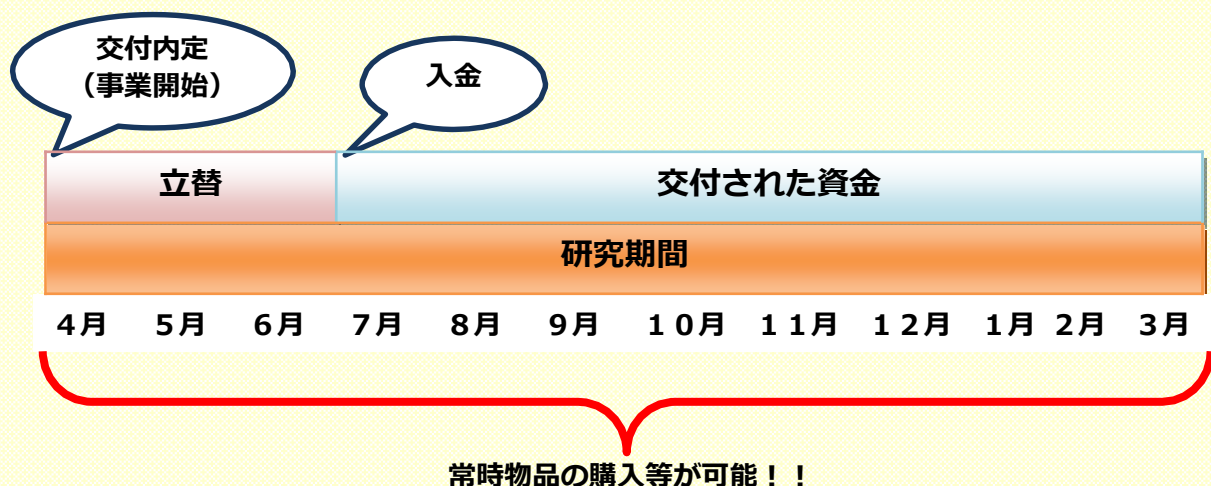 交付内定
(事業開始)
入金
立替
交付された資金
研究期間
4月 5月 6月 7月 8月 9月 10月 11月 12月 1月 2月 3月
常時物品の購入等が可能!!